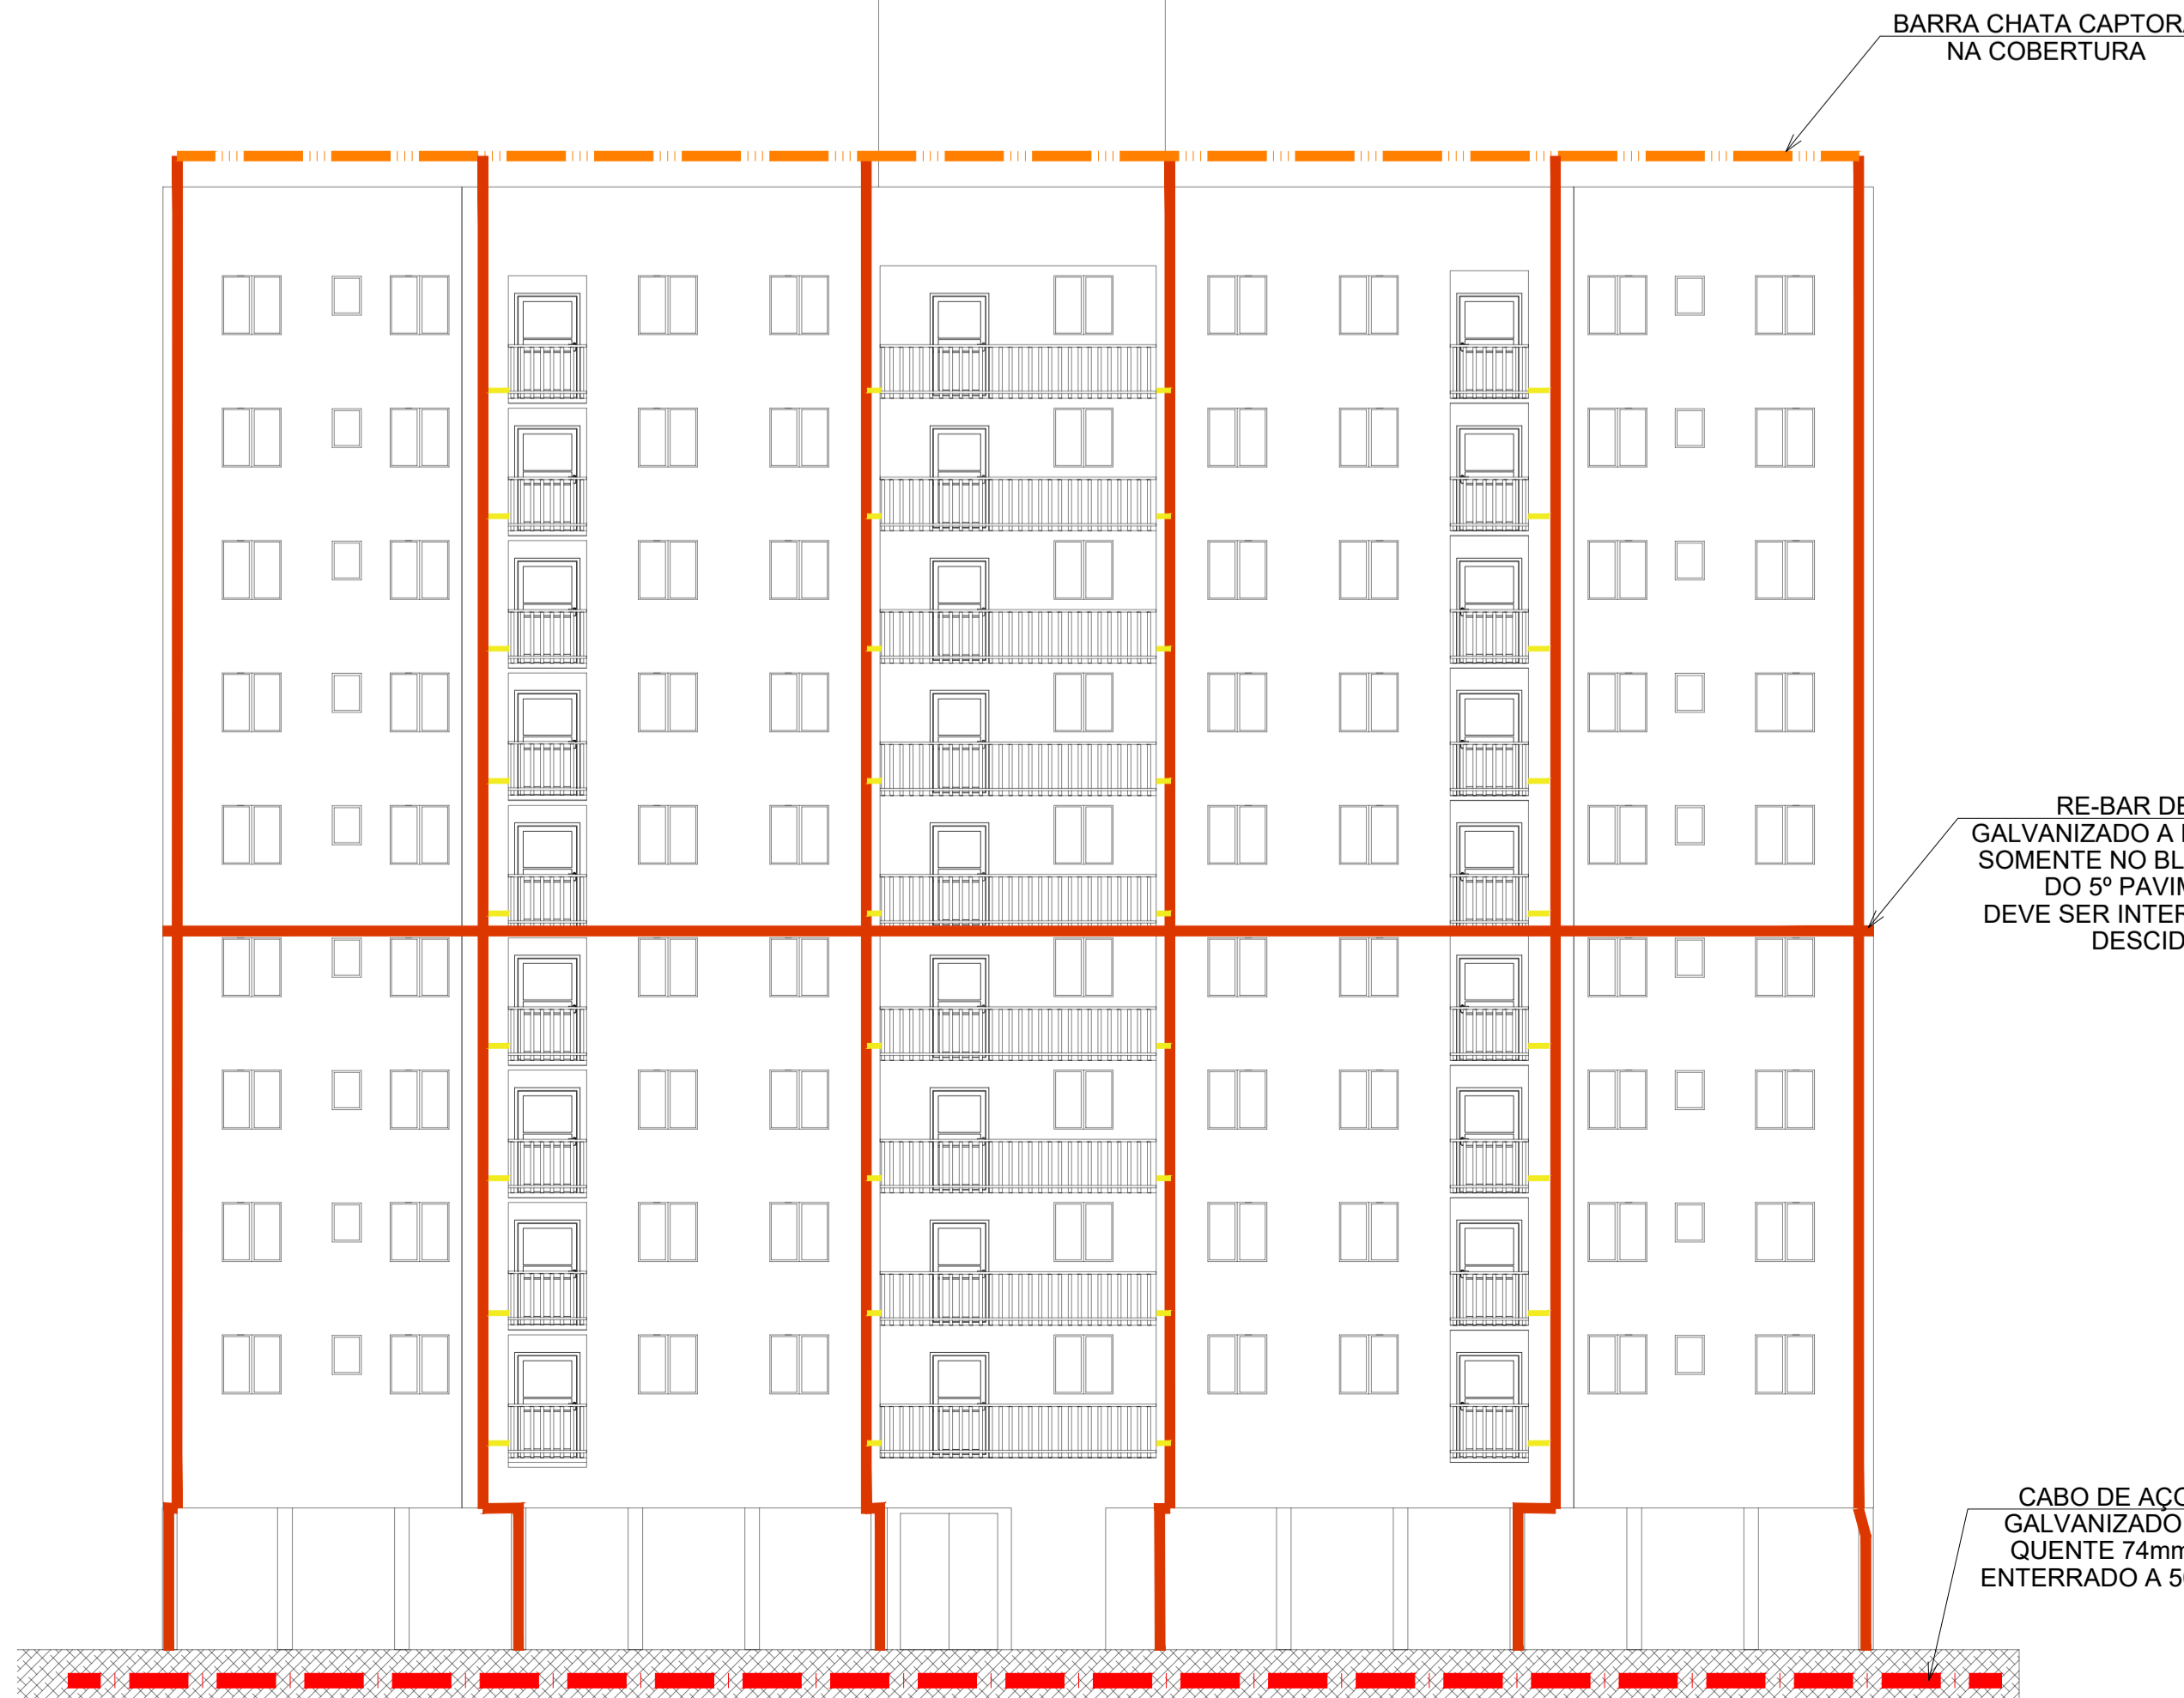 BARRA CHATA CAPTORA
NA COBERTURA
RE-BAR DE
GALVANIZADO A
SOMENTE NO BL
DO 5º PAVIM
DEVE SER INTER
DESCID
CABO DE AÇO
GALVANIZADO
QUENTE 74mm
ENTERRADO A 5